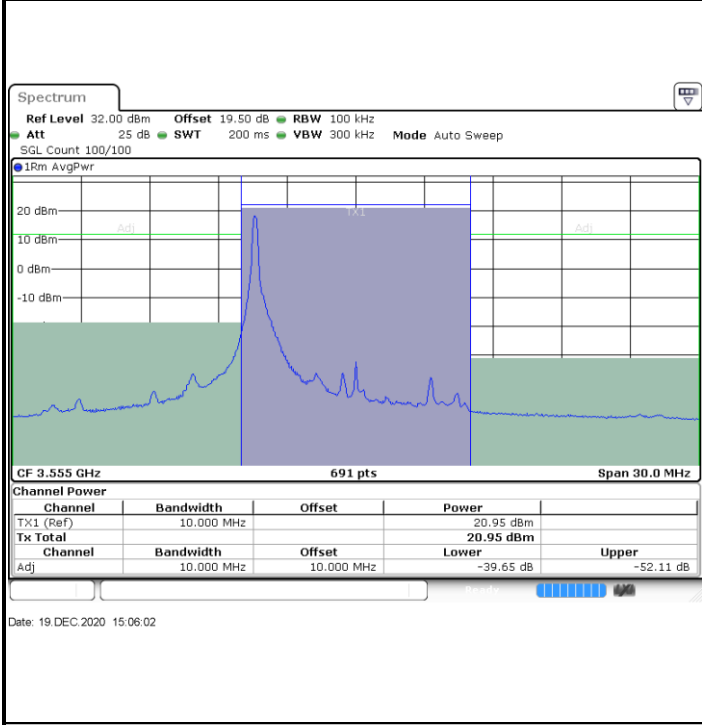 Spectrum
Ref Level 32.00 dBm Offset 19.50 dB RBW 100 kHz
Att 25 dB SWT 200 ms VBW 300 kHz Mode Auto Sweep
SGL Count 100/100
1Rm AvgPwr
20 dBm
TX1
Adj
Adj
10 dBm
0 dBm
-10 dBm
CF 3.555 GHz 691 pts Span 30.0 MHz
Channel Power
Channel Bandwidth Offset Power
TX1 (Ref) 10.000 MHz 20.95 dBm
Tx Total 20.95 dBm
Channel Bandwidth Offset Lower Upper
Adj 10.000 MHz 10.000 MHz -39.65 dB -52.11 dB
Ready
Date: 19.DEC.2020 15:06:02